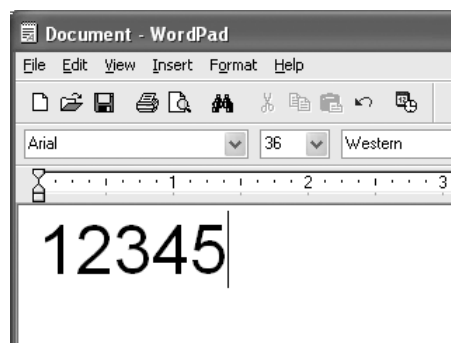 Document - WordPad
File Edit View Insert Format Help
Arial 36 Western
1 2 3
12345